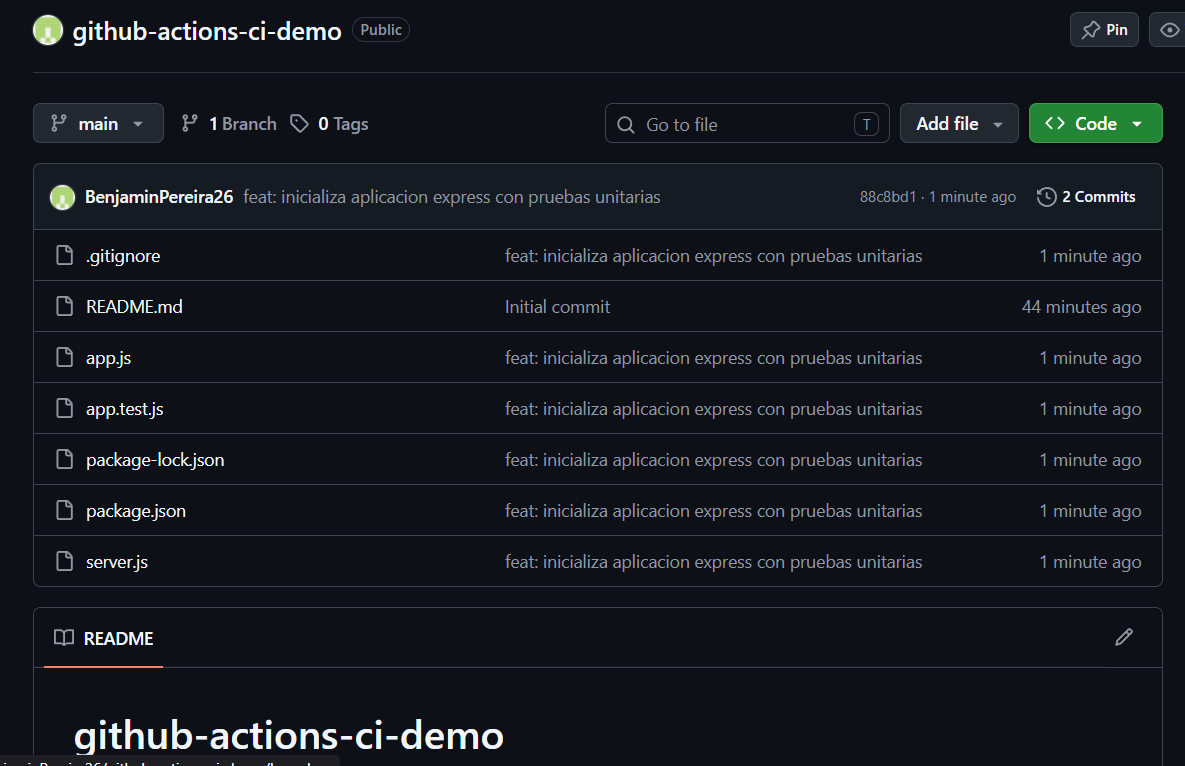 github-actions-ci-demo Public Pin
main 1 Branch 0 Tags Go to file T Add file Code
BenjaminPereira26 feat: inicializa aplicacion express con pruebas unitarias 88c8bd1 · 1 minute ago 2 Commits
.gitignore feat: inicializa aplicacion express con pruebas unitarias 1 minute ago
README.md Initial commit 44 minutes ago
app.js feat: inicializa aplicacion express con pruebas unitarias 1 minute ago
app.test.js feat: inicializa aplicacion express con pruebas unitarias 1 minute ago
package-lock.json feat: inicializa aplicacion express con pruebas unitarias 1 minute ago
package.json feat: inicializa aplicacion express con pruebas unitarias 1 minute ago
server.js feat: inicializa aplicacion express con pruebas unitarias 1 minute ago
README
github-actions-ci-demo